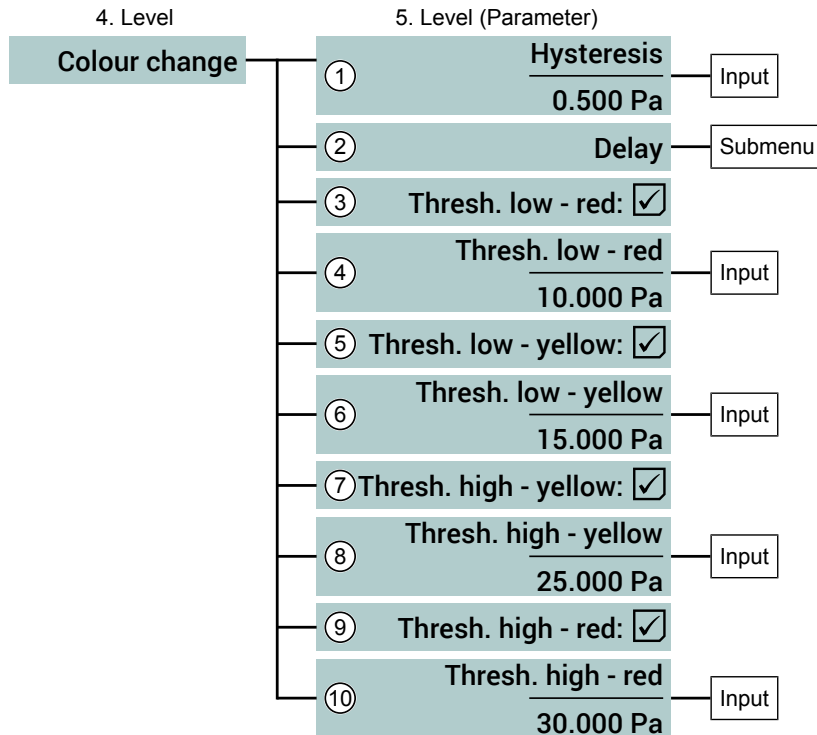 4. Level
5. Level (Parameter)
Colour change
1
Hysteresis
0.500 Pa
Input
2
Delay
Submenu
3
Thresh. low - red:
4
Thresh. low - red
10.000 Pa
Input
5
Thresh. low - yellow:
6
Thresh. low - yellow
15.000 Pa
Input
7
Thresh. high - yellow:
8
Thresh. high - yellow
25.000 Pa
Input
9
Thresh. high - red:
10
Thresh. high - red
30.000 Pa
Input